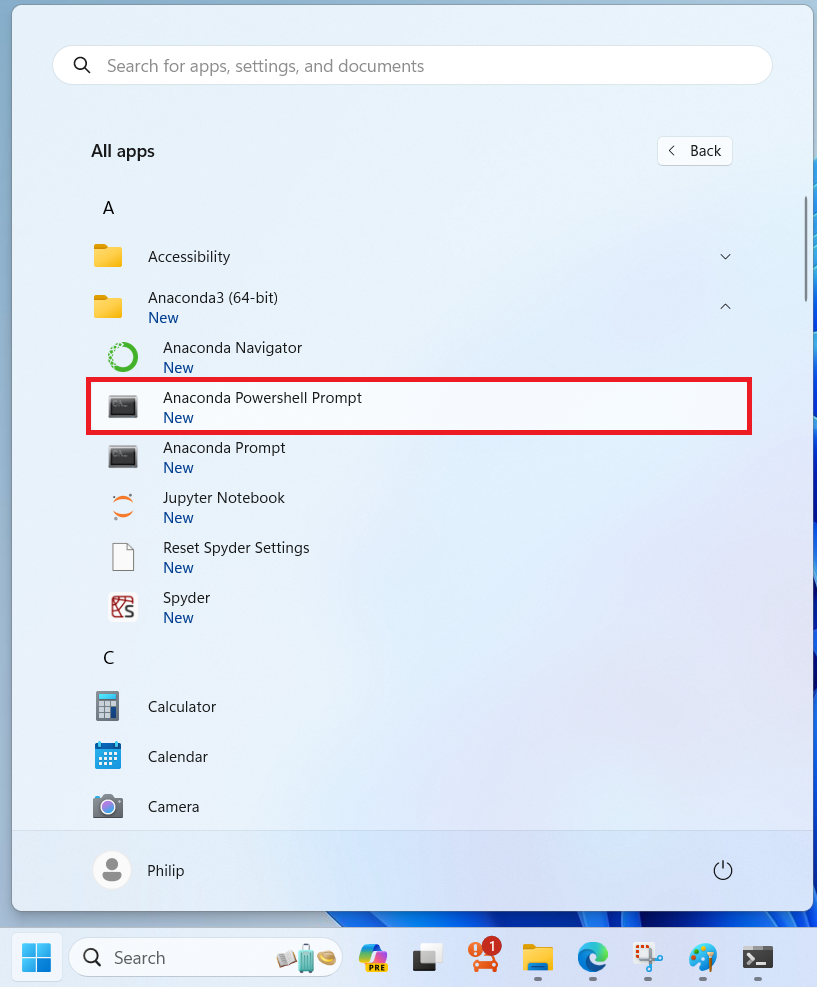 Search for apps, settings, and documents
All apps
Back
A
Accessibility
Anaconda3 (64-bit)
New
Anaconda Navigator
New
Anaconda Powershell Prompt
New
Anaconda Prompt
New
Jupyter Notebook
New
Reset Spyder Settings
New
Spyder
New
C
Calculator
Calendar
Camera
Philip
Search
PRE
1